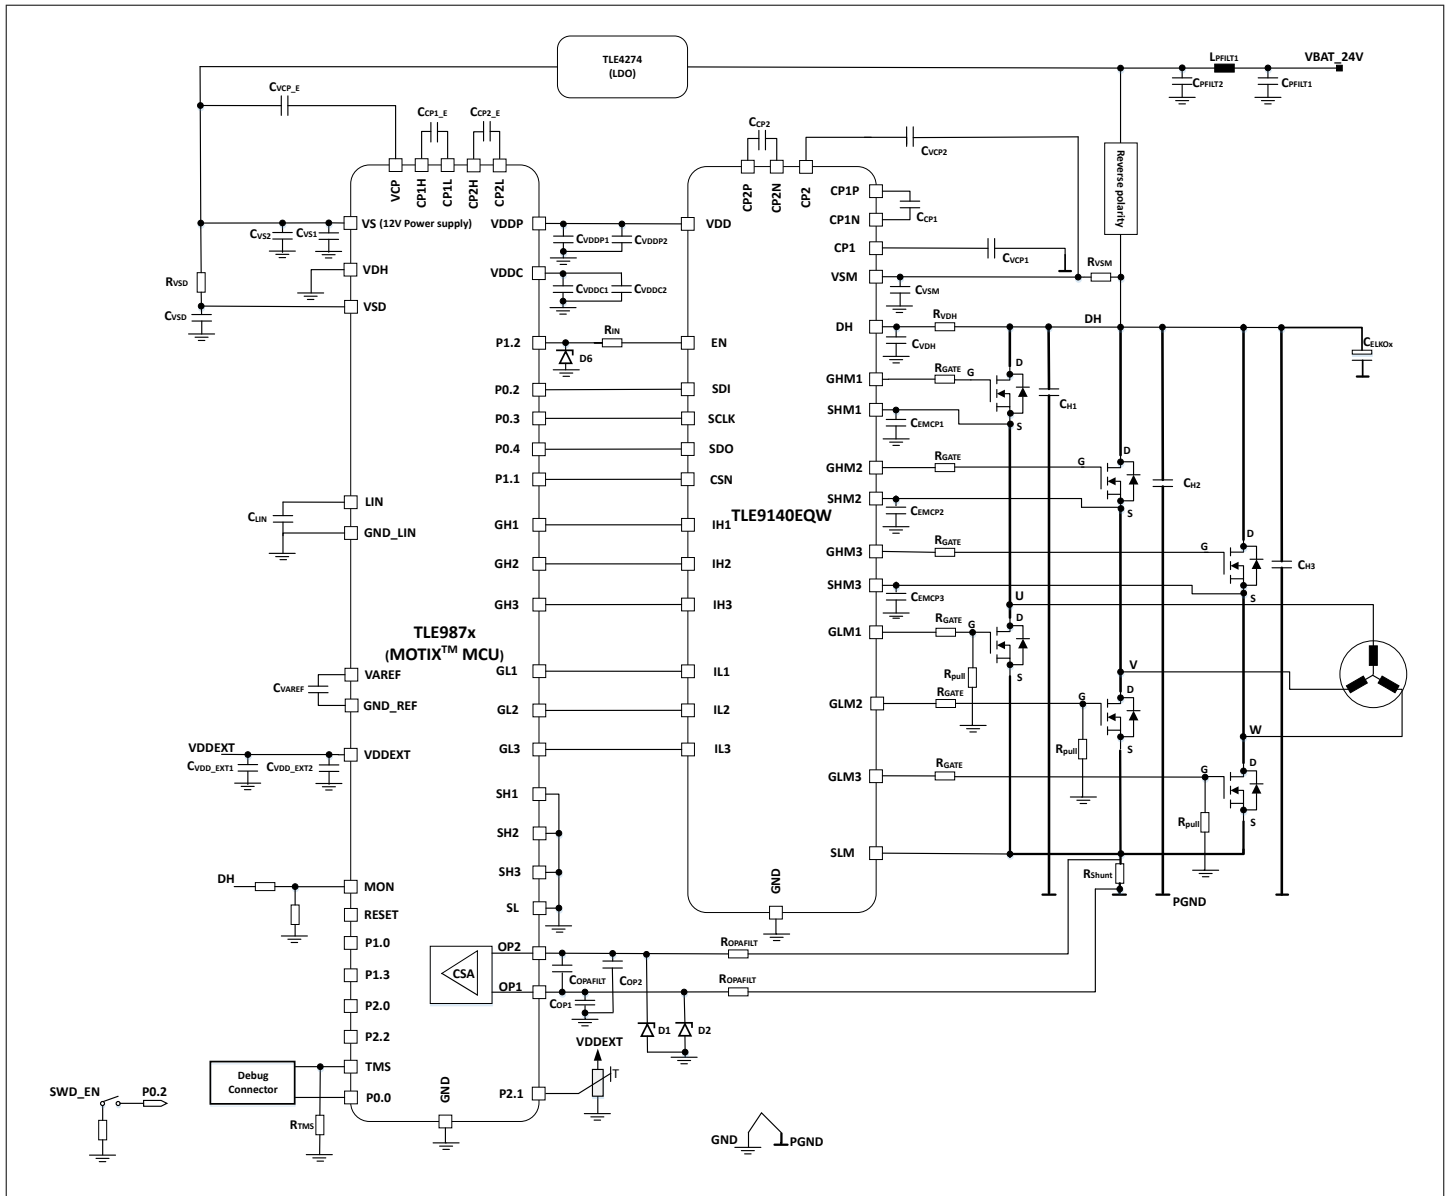 TLE4274
(LDO)
LPFILT1
VBAT_24V
CPFILT2
CPFILT1
CVCP_E
CCP1_E
CCP2_E
CCP2
CVCP2
Reverse polarity
VCP
CP1H
CP1L
CP2H
CP2L
CP2P
CP2N
CP2
CP1P
CP1N
CCP1
CP1
CVCP1
VS (12V Power supply)
VDDP
VDD
CVS2
CVS1
CVDDP1
CVDDP2
VSM
RVSM
CVSM
VDH
VDDC
CVDDC1
CVDDC2
RVSD
VSD
CVSD
DH
RVDH
DH
CVDH
CELKOx
P1.2
RIN
EN
D6
GHM1
RGATE
G
D
S
CH1
P0.2
SDI
SHM1
CEMCP1
P0.3
SCLK
P0.4
SDO
P1.1
CSN
GHM2
RGATE
G
D
S
CH2
SHM2
CEMCP2
LIN
CLIN
GND_LIN
TLE9140EQW
GH1
IH1
GH2
IH2
GH3
IH3
GHM3
RGATE
G
D
S
CH3
SHM3
CEMCP3
U
TLE987x
(MOTIX™ MCU)
GLM1
RGATE
G
D
S
Rpull
VAREF
CVAREF
GND_REF
GL1
IL1
GL2
IL2
GL3
IL3
V
GLM2
RGATE
G
D
S
Rpull
W
VDDEXT
VDDEXT
CVDD_EXT1
CVDD_EXT2
GLM3
RGATE
G
D
S
Rpull
SH1
SH2
SH3
SL
SLM
RShunt
PGND
GND
DH
MON
RESET
P1.0
P1.3
P2.0
P2.2
TMS
P0.0
CSA
OP2
OP1
COPAFILT
COP2
COP1
ROPAFILT
ROPAFILT
D1
D2
VDDEXT
T
P2.1
GND
Debug
Connector
RTMS
SWD_EN
P0.2
GND
PGND